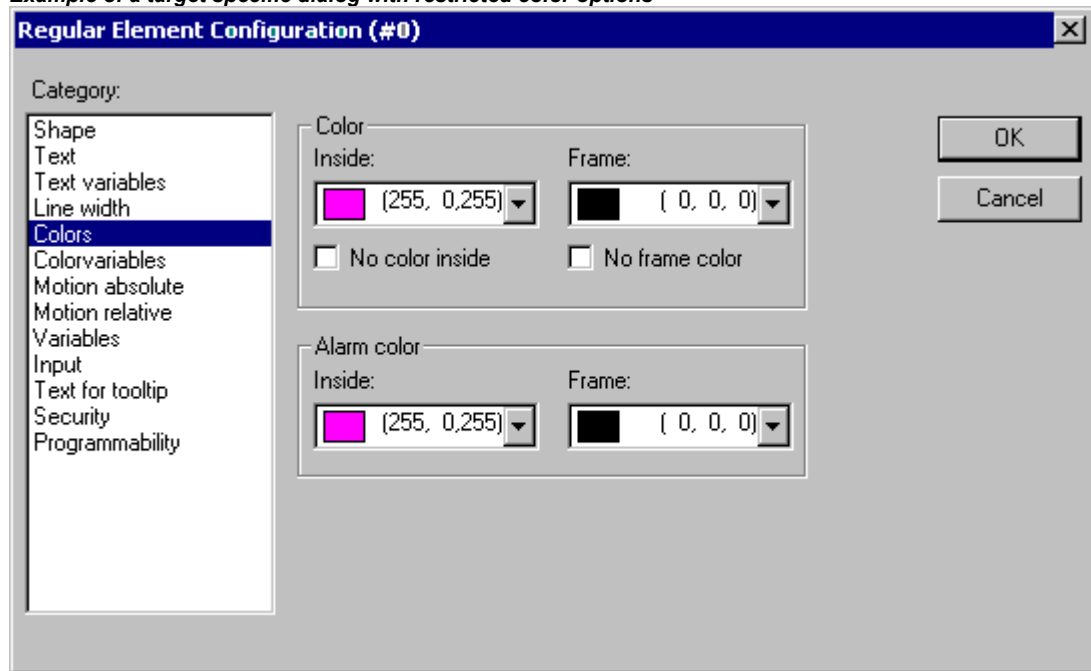 Example of a target specific dialog with restricted color options
Regular Element Configuration (#0)
Category:
Shape
Text
Text variables
Line width
Colors
Colorvariables
Motion absolute
Motion relative
Variables
Input
Text for tooltip
Security
Programmability
Color
Inside: Frame:
(255, 0,255) ( 0, 0, 0)
No color inside No frame color
Alarm color
Inside: Frame:
(255, 0,255) ( 0, 0, 0)
OK
Cancel